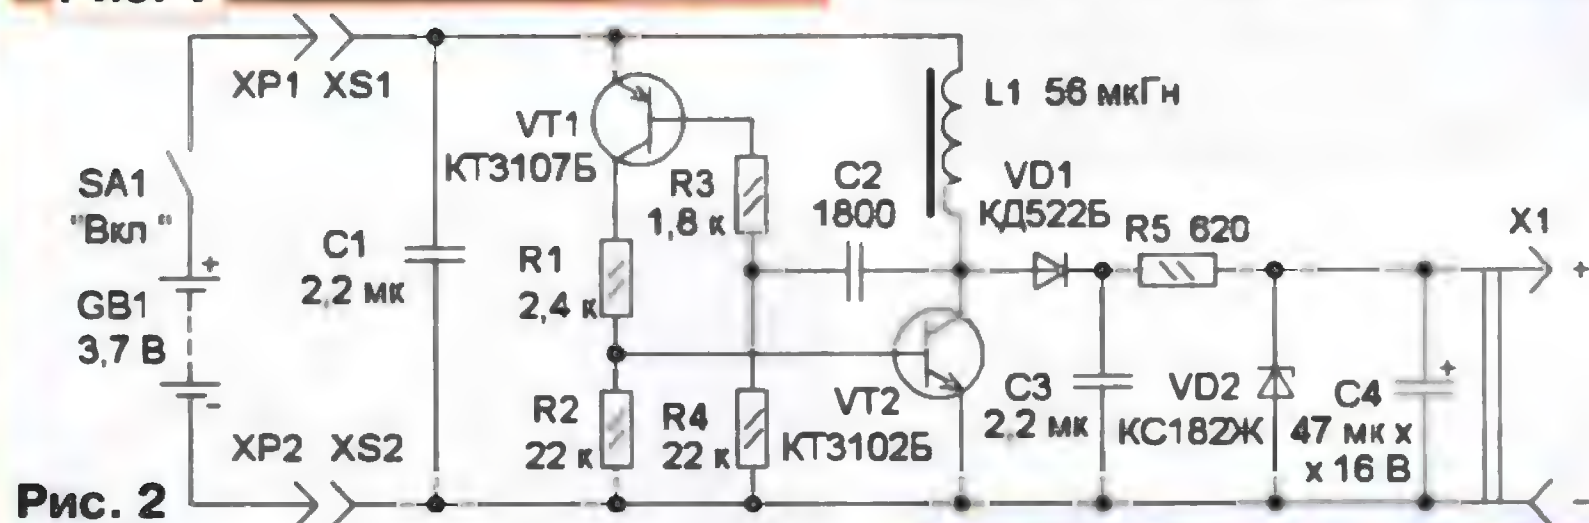 XP1 XS1
SA1
"Вкл"
GB1
3,7 В
+
-
XP2 XS2
C1
2,2 мк
VT1
КТ3107Б
R1
2,4 к
R2
22 к
R3
1,8 к
R4
22 к
C2
1800
L1 56 мкГн
VD1
КД522Б
VT2
КТ3102Б
C3
2,2 мк
R5 620
VD2
КС182Ж
C4
+
47 мк х
х 16 В
X1
+
-
Рис. 2